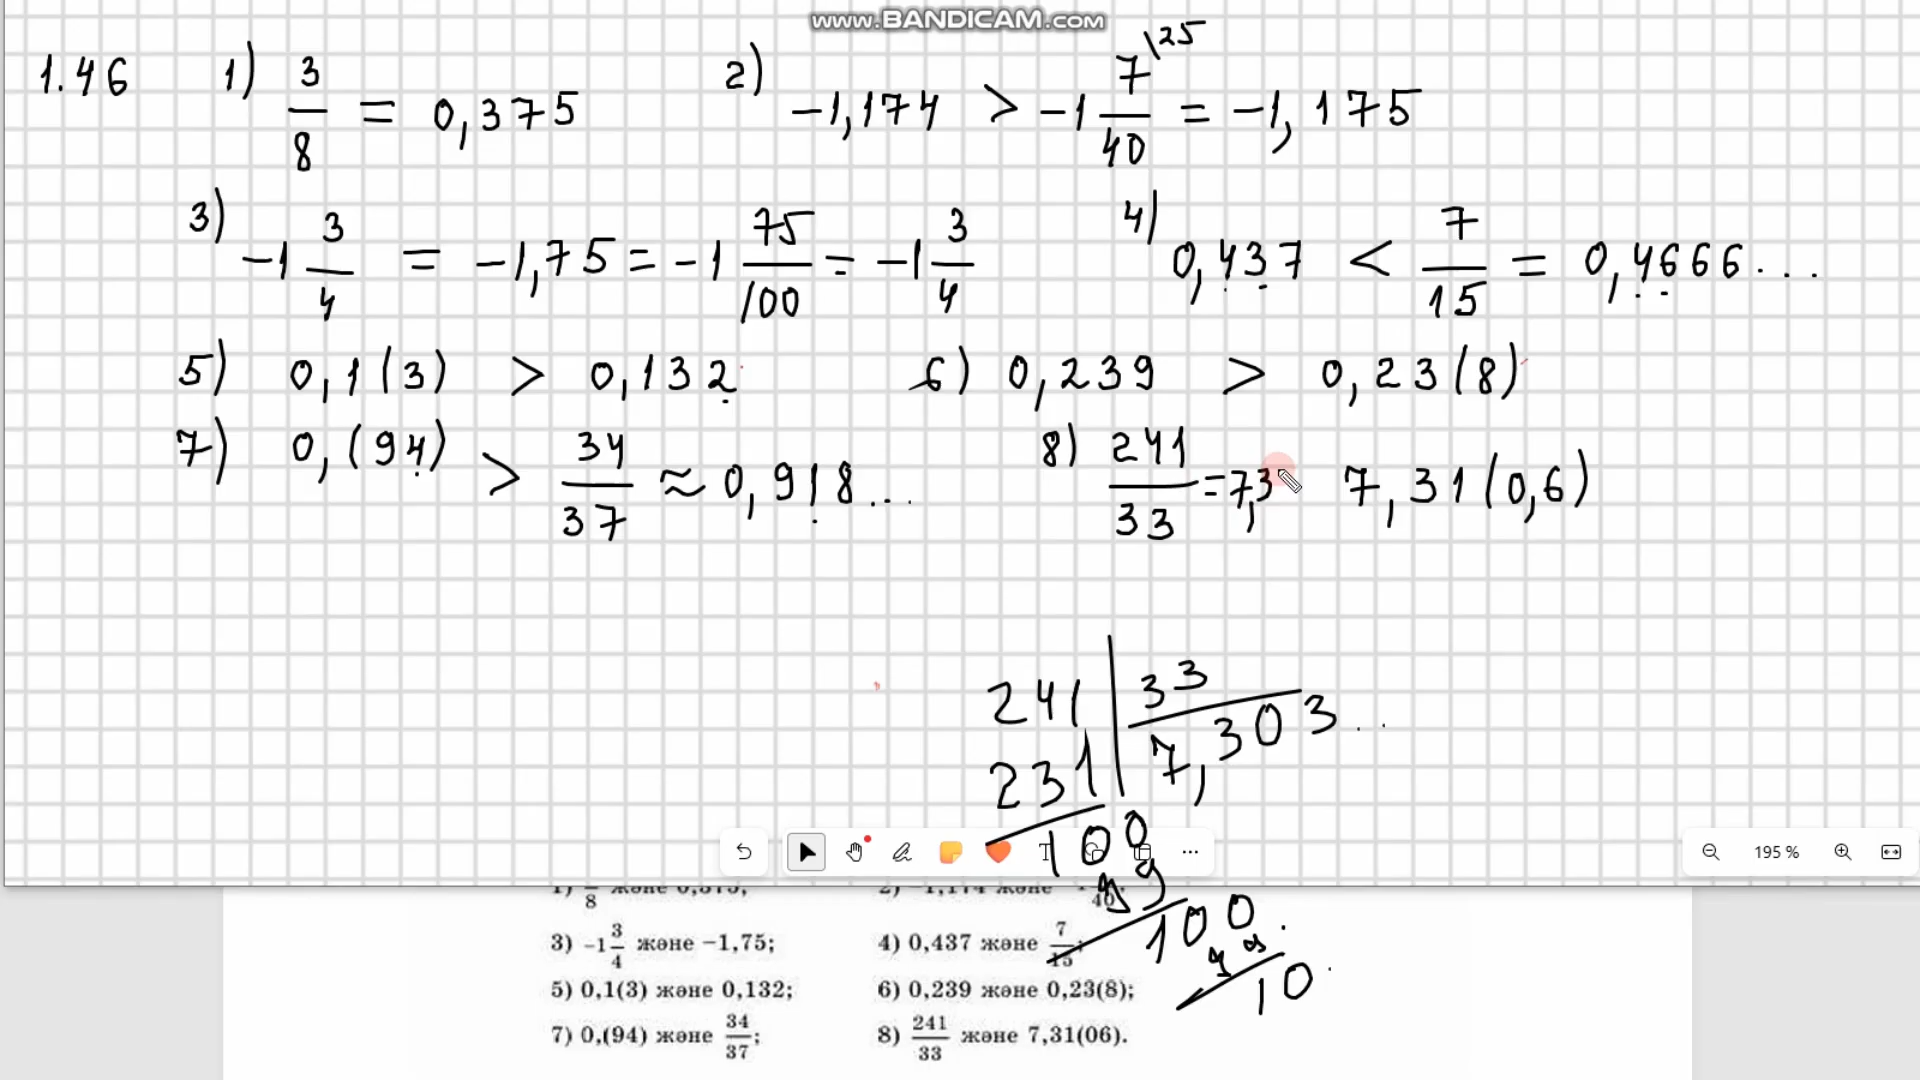 www.BANDICAM.com
1.46 1) 3/8 = 0,375 2) -1,174 > -1 7/40 \25 = -1,175
3) -1 3/4 = -1,75 = -1 75/100 = -1 3/4 4) 0,437 < 7/15 = 0,4666...
5) 0,1(3) > 0,132 6) 0,239 > 0,23(8)
7) 0,(94) > 34/37 ≈ 0,918... 8) 241/33 = 7,3 7,31(0,6)
241 33
231 7,303...
100
99
100
99
10
T ... 195 %
3) -1 3/4 және -1,75; 4) 0,437 және 7/15;
5) 0,1(3) және 0,132; 6) 0,239 және 0,23(8);
7) 0,(94) және 34/37; 8) 241/33 және 7,31(06).